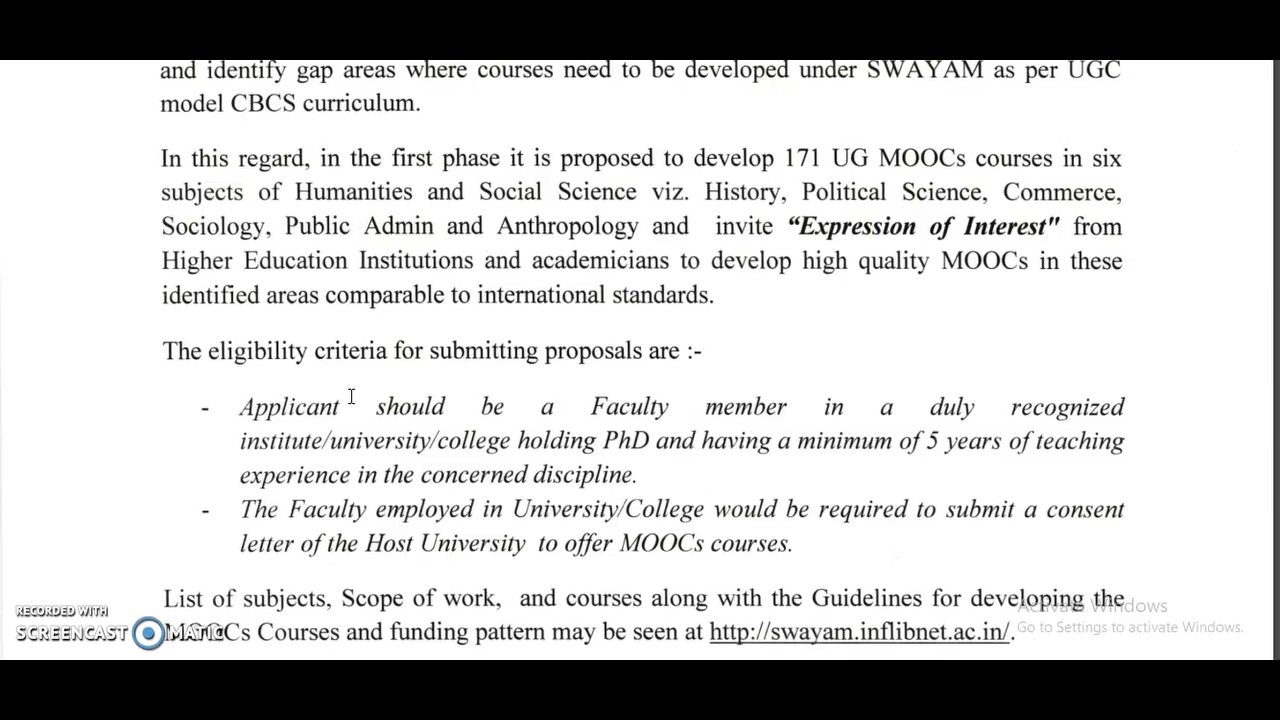 and identify gap areas where courses need to be developed under SWAYAM as per UGC
model CBCS curriculum.
In this regard, in the first phase it is proposed to develop 171 UG MOOCs courses in six
subjects of Humanities and Social Science viz. History, Political Science, Commerce,
Sociology, Public Admin and Anthropology and invite “Expression of Interest" from
Higher Education Institutions and academicians to develop high quality MOOCs in these
identified areas comparable to international standards.
The eligibility criteria for submitting proposals are :-
- Applicant should be a Faculty member in a duly recognized
institute/university/college holding PhD and having a minimum of 5 years of teaching
experience in the concerned discipline.
- The Faculty employed in University/College would be required to submit a consent
letter of the Host University to offer MOOCs courses.
List of subjects, Scope of work, and courses along with the Guidelines for developing the
MOOCs Courses and funding pattern may be seen at http://swayam.inflibnet.ac.in/.
Activate Windows
Go to Settings to activate Windows.
RECORDED WITH
SCREENCAST MATIC